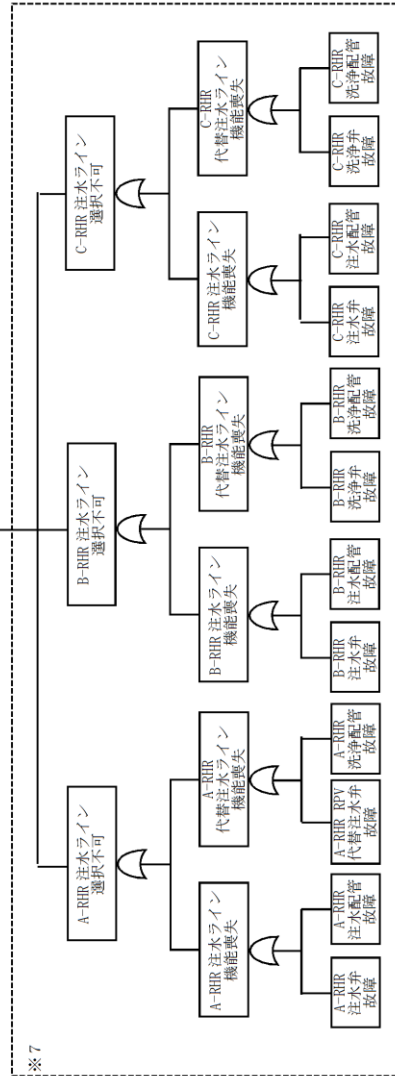 ※7
A-RHR 注水ライン
選択不可
B-RHR 注水ライン
選択不可
C-RHR 注水ライン
選択不可
A-RHR 注水ライン
機能喪失
A-RHR
代替注水ライン
機能喪失
B-RHR 注水ライン
機能喪失
B-RHR
代替注水ライン
機能喪失
C-RHR 注水ライン
機能喪失
C-RHR
代替注水ライン
機能喪失
A-RHR
注水弁
故障
A-RHR
注水配管
故障
A-RHR RPV
代替注水弁
故障
A-RHR
洗浄配管
故障
B-RHR
注水弁
故障
B-RHR
注水配管
故障
B-RHR
洗浄弁
故障
B-RHR
洗浄配管
故障
C-RHR
注水弁
故障
C-RHR
注水配管
故障
C-RHR
洗浄弁
故障
C-RHR
洗浄配管
故障